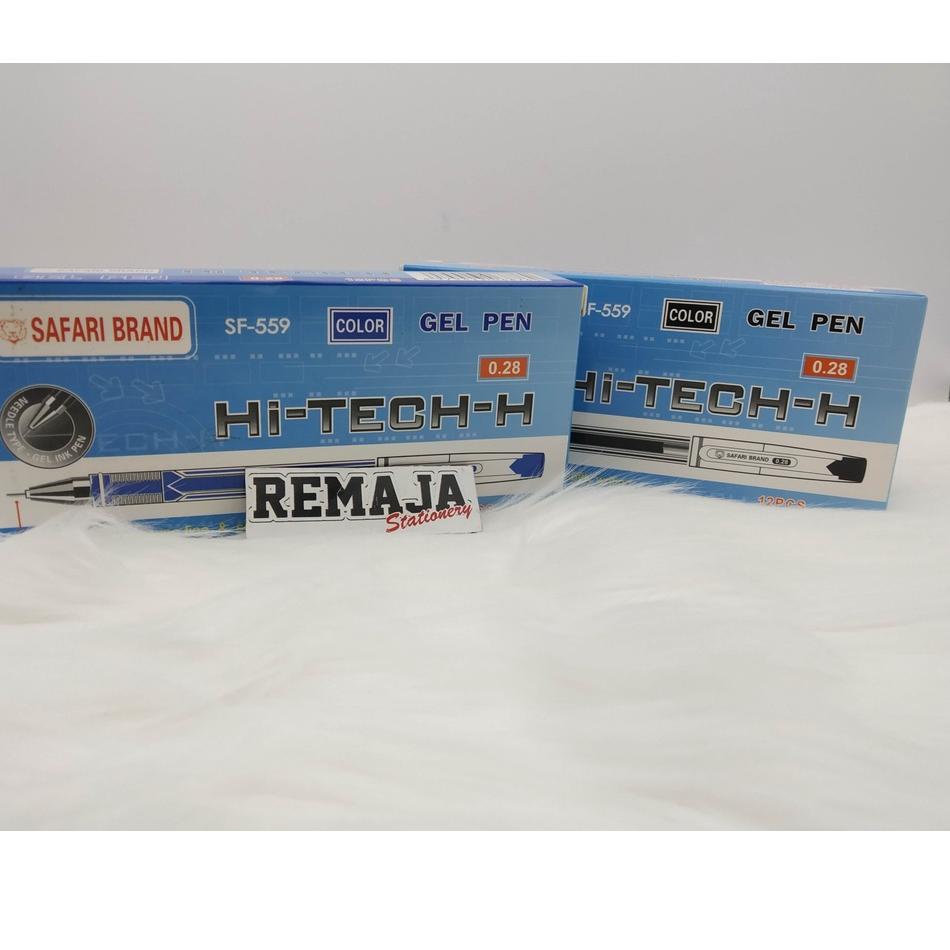 SAFARI BRAND
SF-559
COLOR
GEL PEN
0.28
Hi-TECH-H
NEEDLE TYPE - GEL INK PEN
REMAJA
Stationery
F-559
COLOR
GEL PEN
0.28
Hi-TECH-H
SAFARI BRAND 0.28
12PCS